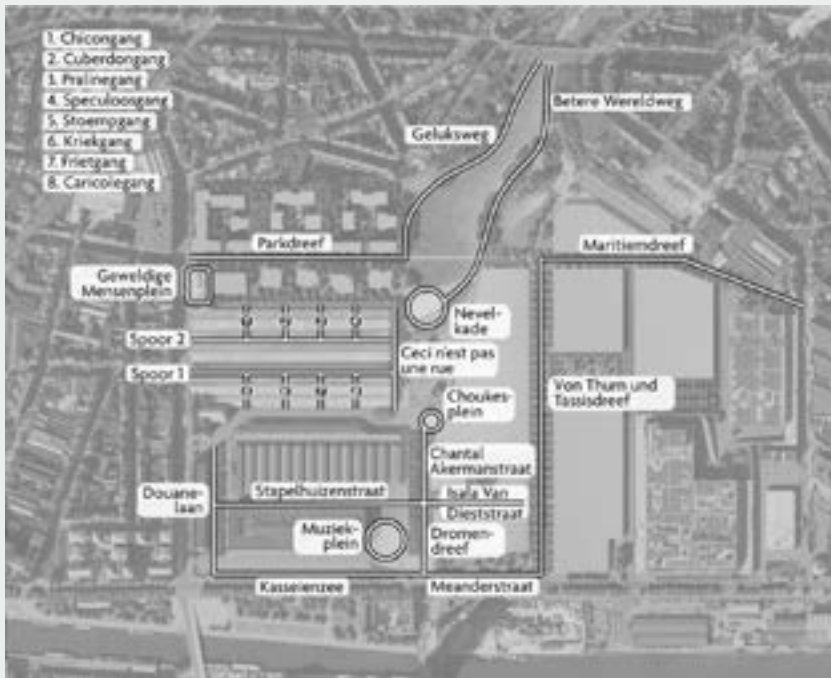 1. Chicongang
2. Cuberdongang
3. Pralinegang
4. Speculoosgang
5. Stoempgang
6. Kriekgang
7. Frietgang
8. Caricolegang
Betere Wereldweg
Geluksweg
Parkdreef
Maritiemdreef
Geweldige
Mensenplein
Nevel-
kade
Spoor 2
Ceci n'est pas
une rue
Spoor 1
Choukes-
plein
Von Thurn und
Tassisdreef
Chantal
Akermanstraat
Douane-
laan
Stapelhuizenstraat
Isala Van
Dieststraat
Muziek-
plein
Dromen-
dreef
Kasseienzee
Meanderstraat